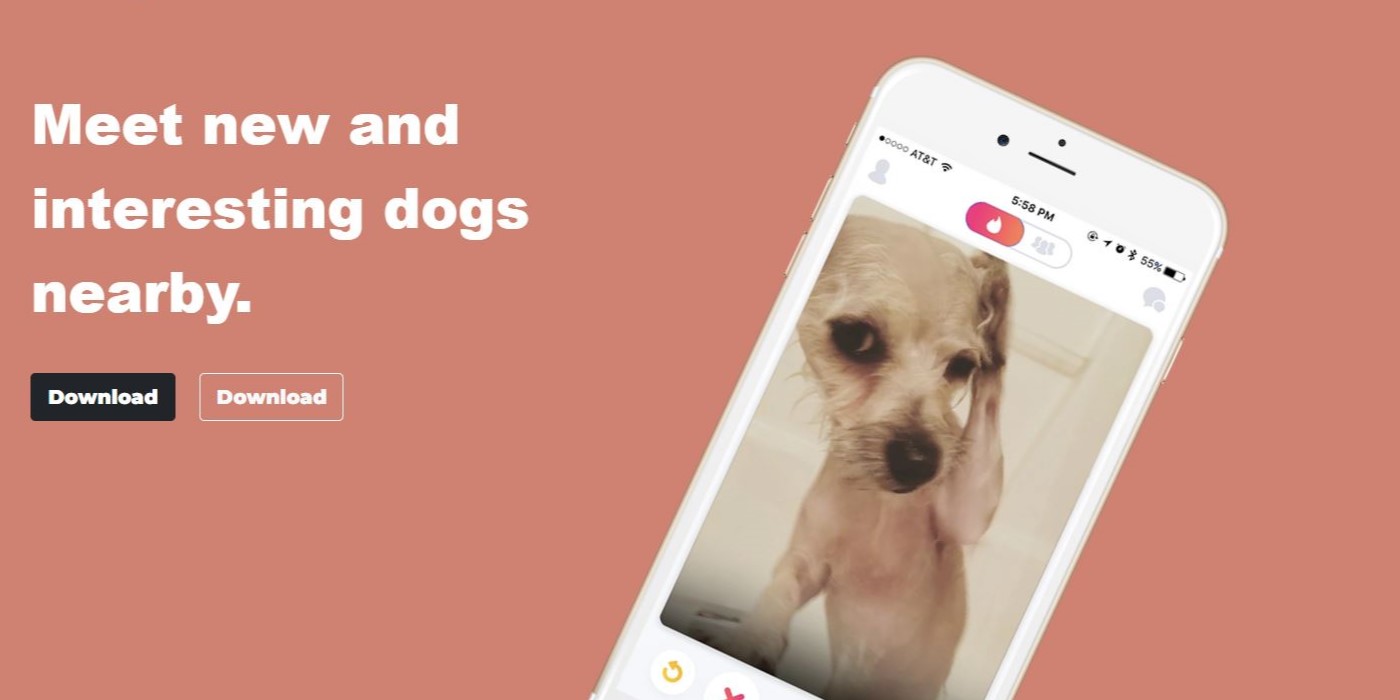 Meet new and
interesting dogs
nearby.
Download
Download
AT&T
5:58 PM
55%